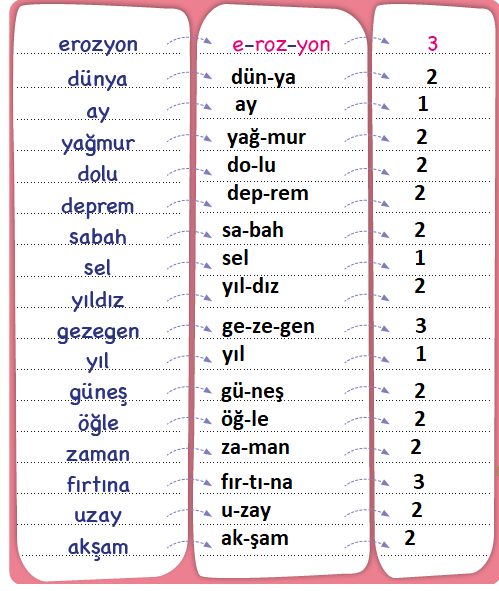 erozyon e-roz-yon 3
dünya dün-ya 2
ay ay 1
yağmur yağ-mur 2
dolu do-lu 2
deprem dep-rem 2
sabah sa-bah 2
sel sel 1
yıldız yıl-dız 2
gezegen ge-ze-gen 3
yıl yıl 1
güneş gü-neş 2
öğle öğ-le 2
zaman za-man 2
fırtına fır-tı-na 3
uzay u-zay 2
akşam ak-şam 2